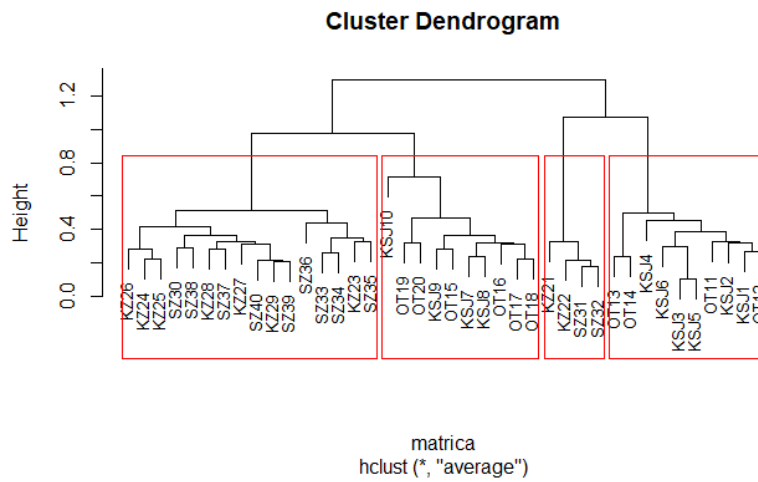 Cluster Dendrogram
Height
0.0 0.4 0.8 1.2
KZ26
KZ24
KZ25
SZ30
SZ38
KZ28
SZ37
KZ27
SZ40
KZ29
SZ39
SZ36
SZ33
SZ34
KZ23
SZ35
KSJ10
OT19
OT20
KSJ9
OT15
KSJ7
KSJ8
OT16
OT17
OT18
KZ21
KZ22
SZ31
SZ32
OT13
OT14
KSJ4
KSJ6
KSJ3
KSJ5
OT11
KSJ2
KSJ1
OT12
matrica
hclust (*, "average")